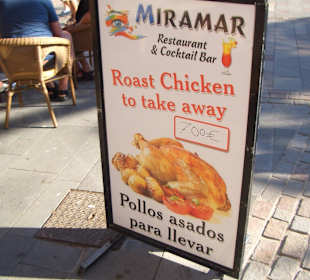 MIRAMAR
Restaurant
& Cocktail Bar
Roast Chicken
to take away
7'00€
Pollos asados
para llevar